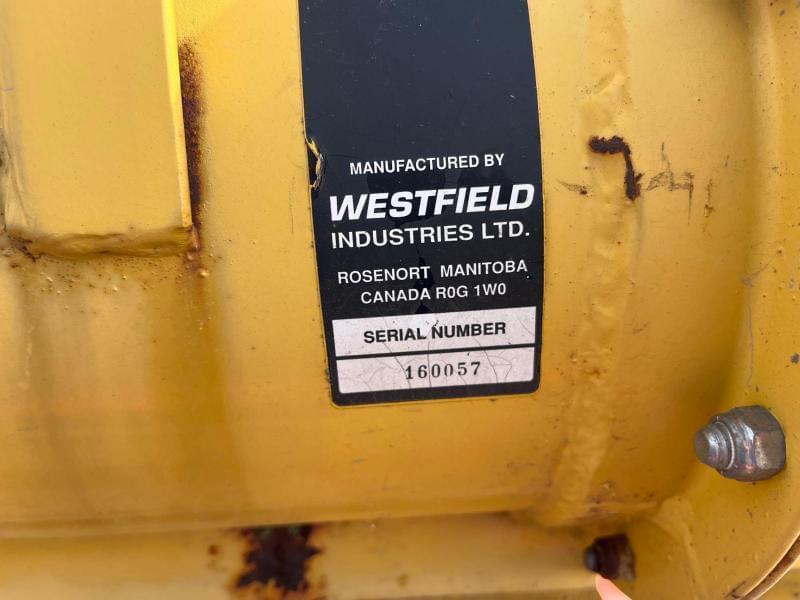 MANUFACTURED BY
WESTFIELD
INDUSTRIES LTD.
ROSENORT MANITOBA
CANADA R0G 1W0
SERIAL NUMBER
160057